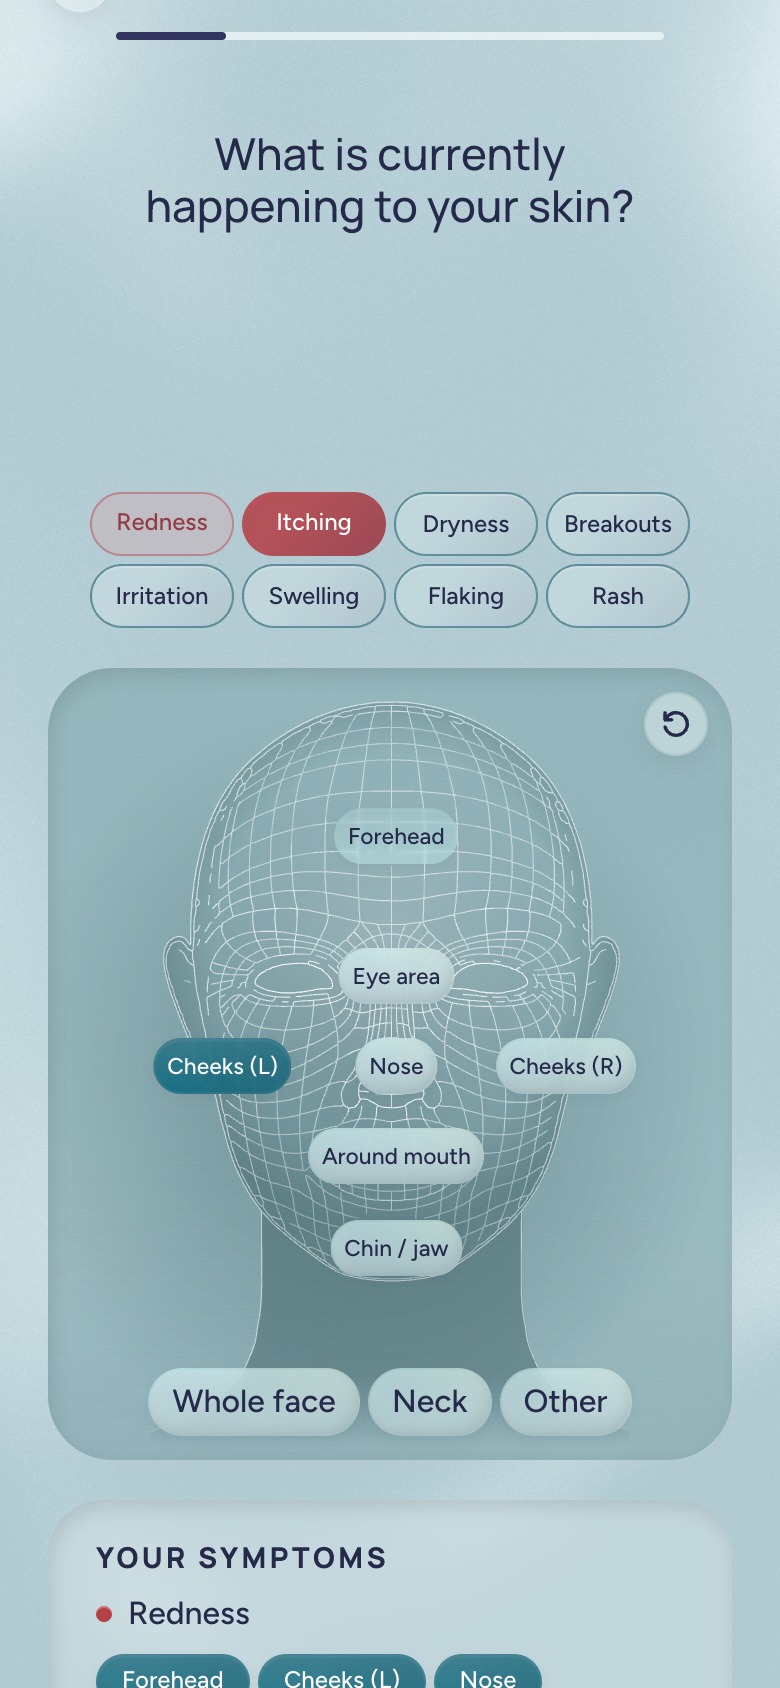 What is currently
happening to your skin?
Redness Itching Dryness Breakouts
Irritation Swelling Flaking Rash
Forehead
Eye area
Cheeks (L) Nose Cheeks (R)
Around mouth
Chin / jaw
Whole face Neck Other
YOUR SYMPTOMS
Redness
Forehead Cheeks (L) Nose